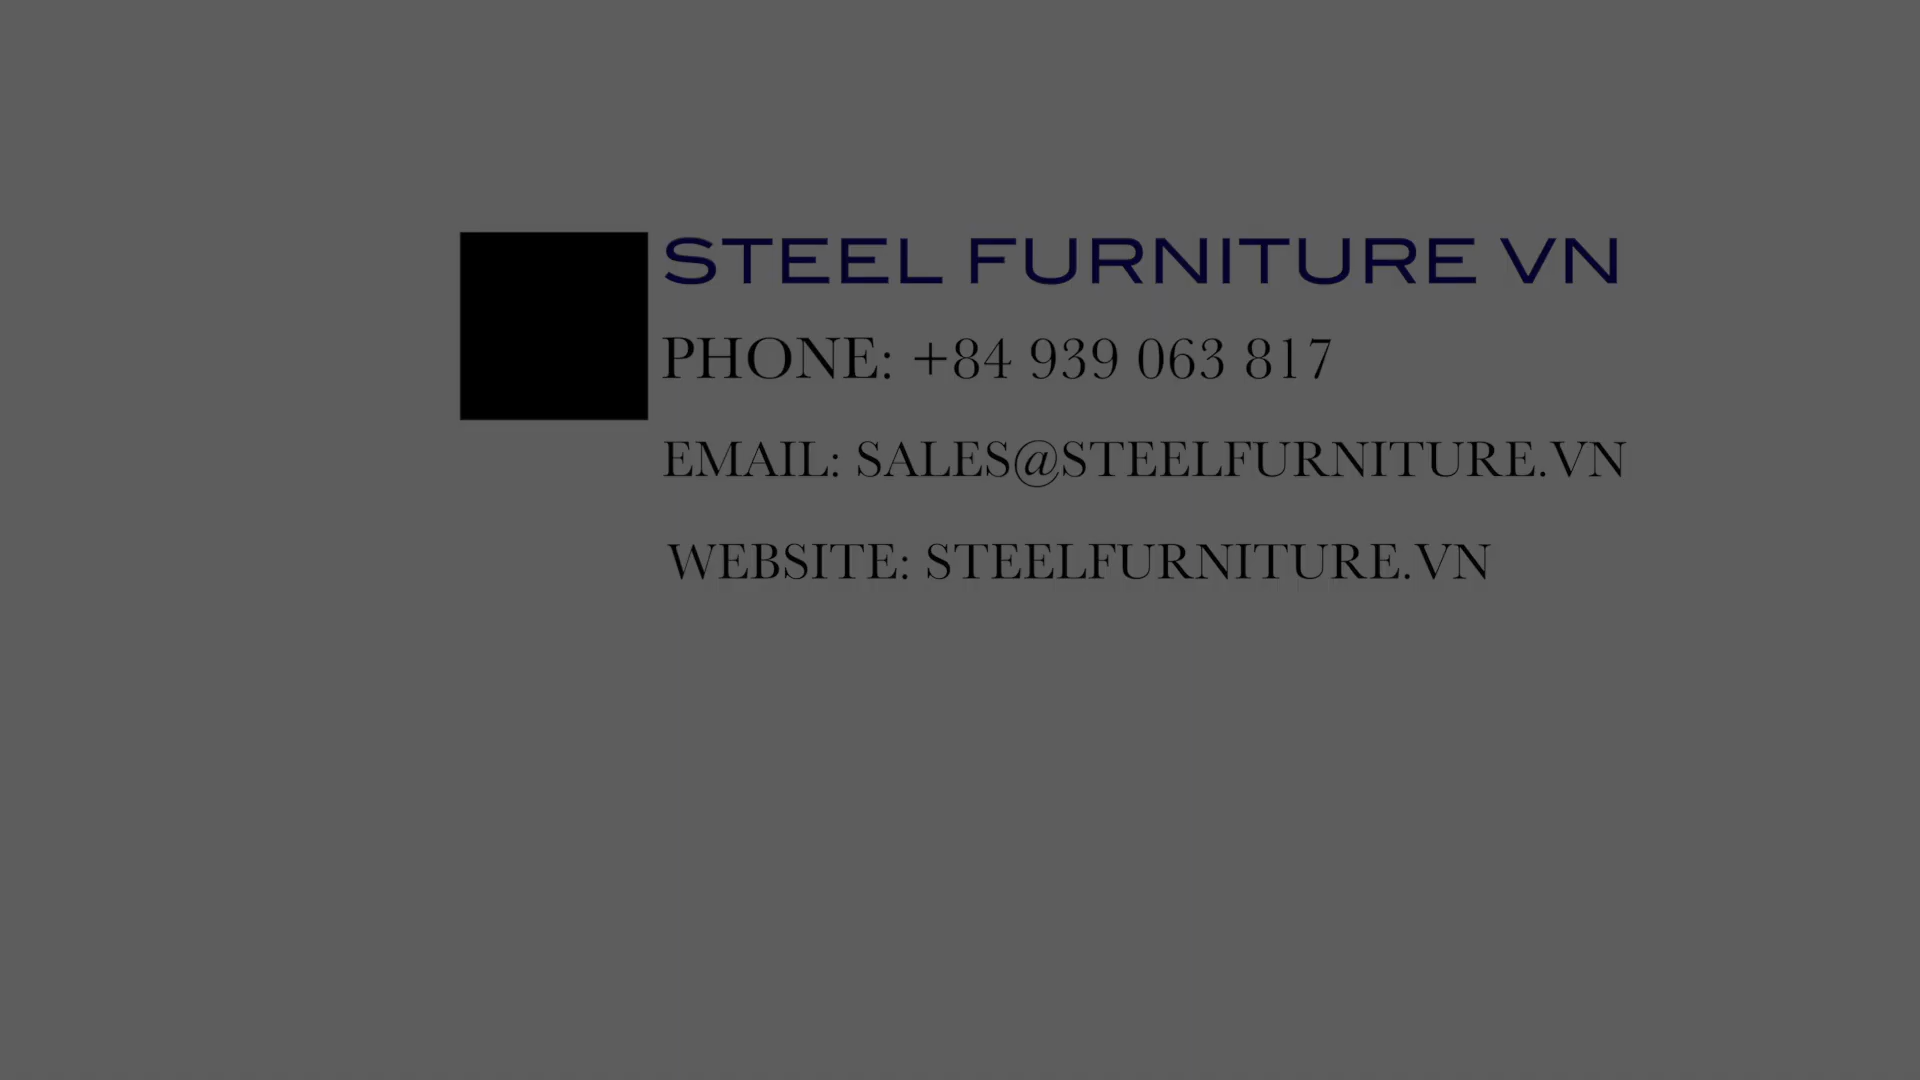 STEEL FURNITURE VN
PHONE: +84 939 063 817
EMAIL: SALES@STEELFURNITURE.VN
WEBSITE: STEELFURNITURE.VN